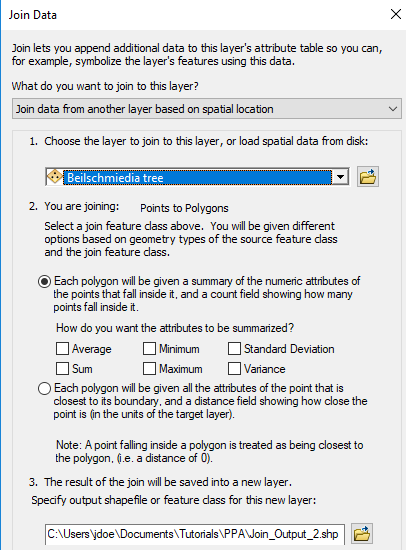 Join Data
Join lets you append additional data to this layer's attribute table so you can,
for example, symbolize the layer's features using this data.
What do you want to join to this layer?
Join data from another layer based on spatial location
1. Choose the layer to join to this layer, or load spatial data from disk:
Beilschmiedia tree
2. You are joining: Points to Polygons
Select a join feature class above. You will be given different
options based on geometry types of the source feature class
and the join feature class.
Each polygon will be given a summary of the numeric attributes of
the points that fall inside it, and a count field showing how many
points fall inside it.
How do you want the attributes to be summarized?
Average Minimum Standard Deviation
Sum Maximum Variance
Each polygon will be given all the attributes of the point that is
closest to its boundary, and a distance field showing how close the
point is (in the units of the target layer).
Note: A point falling inside a polygon is treated as being closest to
the polygon, (i.e. a distance of 0).
3. The result of the join will be saved into a new layer.
Specify output shapefile or feature class for this new layer:
C:\Users\jdoe\Documents\Tutorials\PPA\Join_Output_2.shp